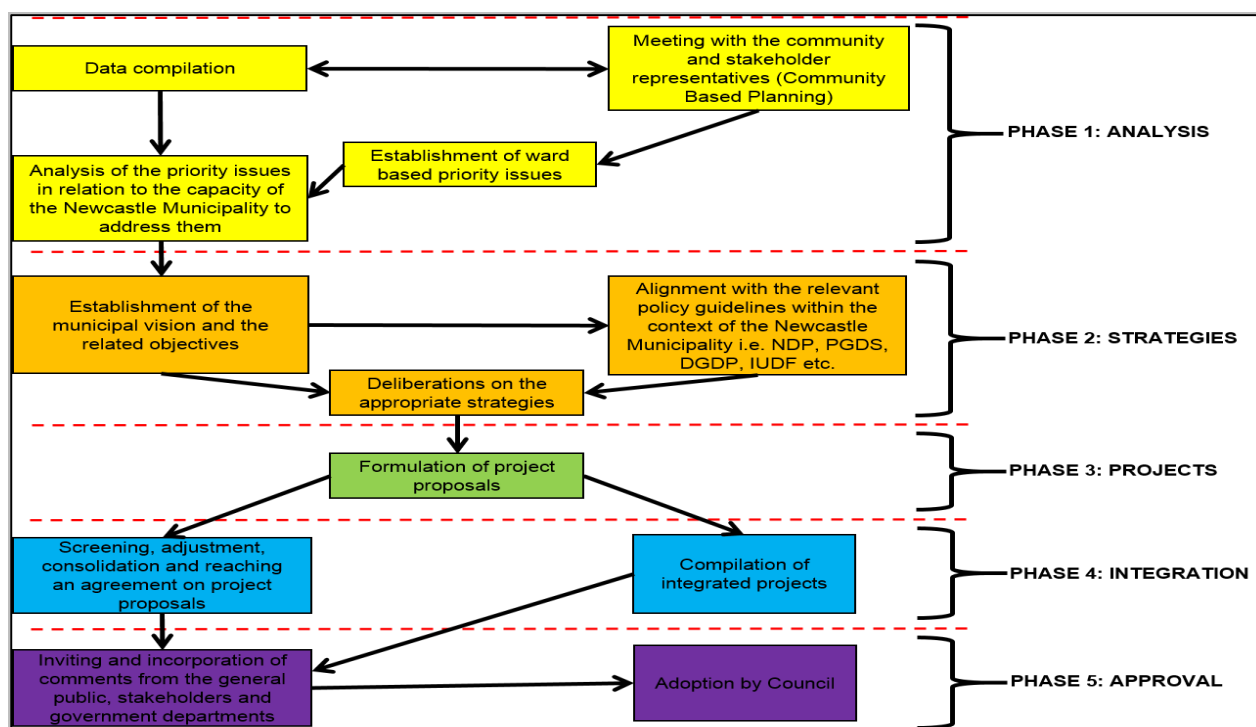 Data compilation
Meeting with the community
and stakeholder
representatives (Community
Based Planning)
Establishment of ward
based priority issues
Analysis of the priority issues
in relation to the capacity of
the Newcastle Municipality to
address them
PHASE 1: ANALYSIS
Establishment of the
municipal vision and the
related objectives
Alignment with the relevant
policy guidelines within the
context of the Newcastle
Municipality i.e. NDP, PGDS,
DGDP, IUDF etc.
Deliberations on the
appropriate strategies
PHASE 2: STRATEGIES
Formulation of project
proposals
PHASE 3: PROJECTS
Screening, adjustment,
consolidation and reaching
an agreement on project
proposals
Compilation of
integrated projects
PHASE 4: INTEGRATION
Inviting and incorporation of
comments from the general
public, stakeholders and
government departments
Adoption by Council
PHASE 5: APPROVAL